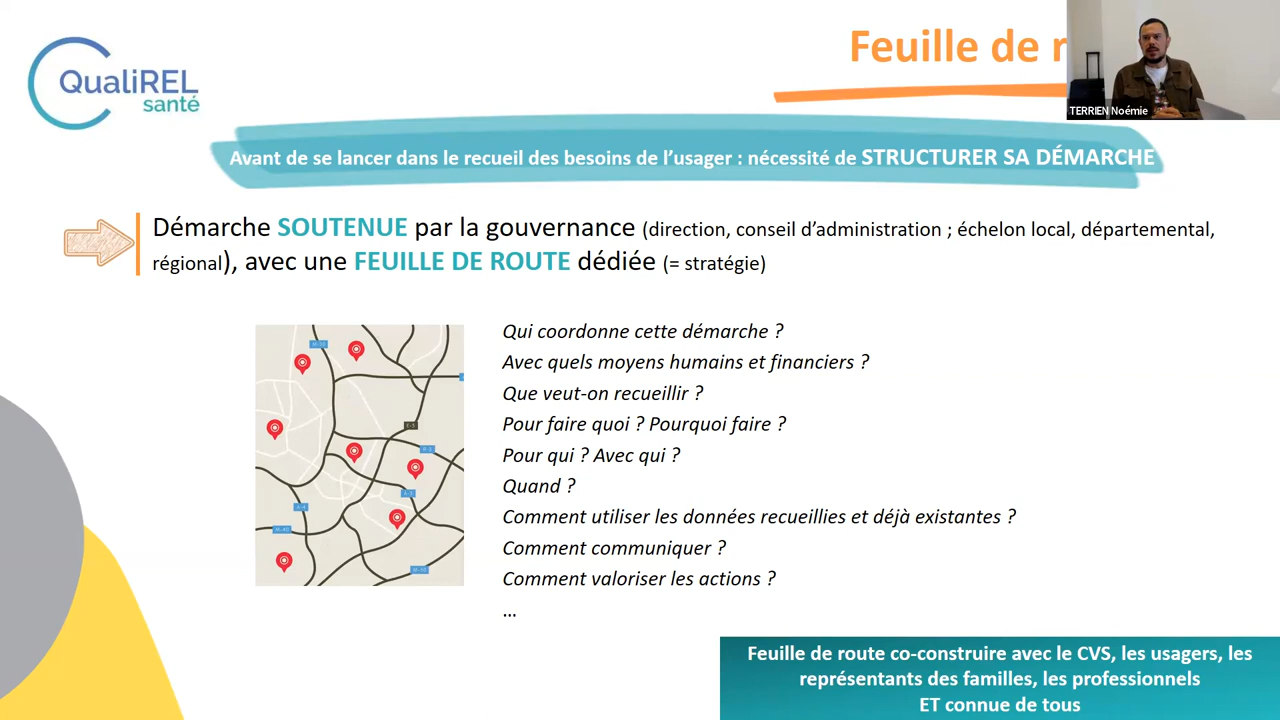 QualiREL
santé
Feuille de r
TERRIEN Noémie
Avant de se lancer dans le recueil des besoins de l'usager : nécessité de STRUCTURER SA DÉMARCHE
Démarche SOUTENUE par la gouvernance (direction, conseil d'administration ; échelon local, départemental,
régional), avec une FEUILLE DE ROUTE dédiée (= stratégie)
Qui coordonne cette démarche ?
Avec quels moyens humains et financiers ?
Que veut-on recueillir ?
Pour faire quoi ? Pourquoi faire ?
Pour qui ? Avec qui ?
Quand ?
Comment utiliser les données recueillies et déjà existantes ?
Comment communiquer ?
Comment valoriser les actions ?
...
Feuille de route co-construire avec le CVS, les usagers, les
représentants des familles, les professionnels
ET connue de tous